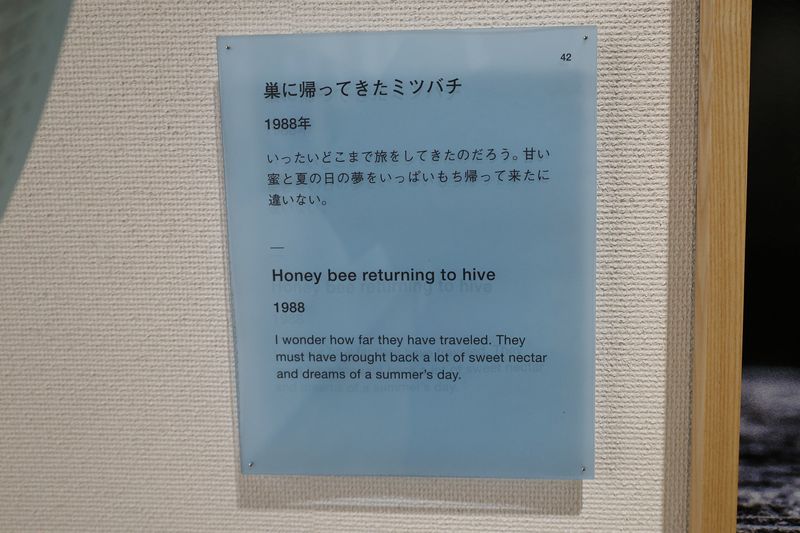 42
巣に帰ってきたミツバチ
1988年
いったいどこまで旅をしてきたのだろう。甘い
蜜と夏の日の夢をいっぱいもち帰って来たに
違いない。
Honey bee returning to hive
1988
I wonder how far they have traveled. They
must have brought back a lot of sweet nectar
and dreams of a summer's day.